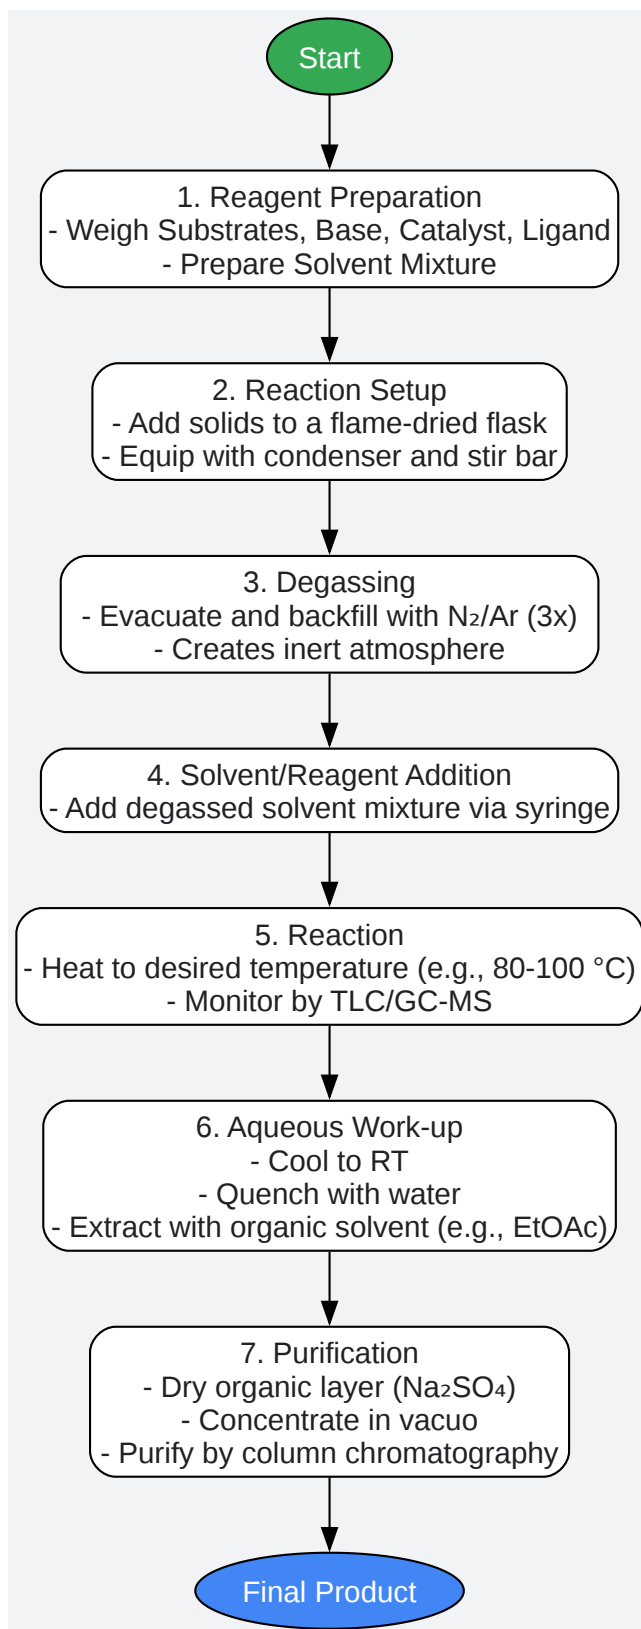 Start
1. Reagent Preparation
- Weigh Substrates, Base, Catalyst, Ligand
- Prepare Solvent Mixture
2. Reaction Setup
- Add solids to a flame-dried flask
- Equip with condenser and stir bar
3. Degassing
- Evacuate and backfill with N₂/Ar (3x)
- Creates inert atmosphere
4. Solvent/Reagent Addition
- Add degassed solvent mixture via syringe
5. Reaction
- Heat to desired temperature (e.g., 80-100 °C)
- Monitor by TLC/GC-MS
6. Aqueous Work-up
- Cool to RT
- Quench with water
- Extract with organic solvent (e.g., EtOAc)
7. Purification
- Dry organic layer (Na₂SO₄)
- Concentrate in vacuo
- Purify by column chromatography
Final Product